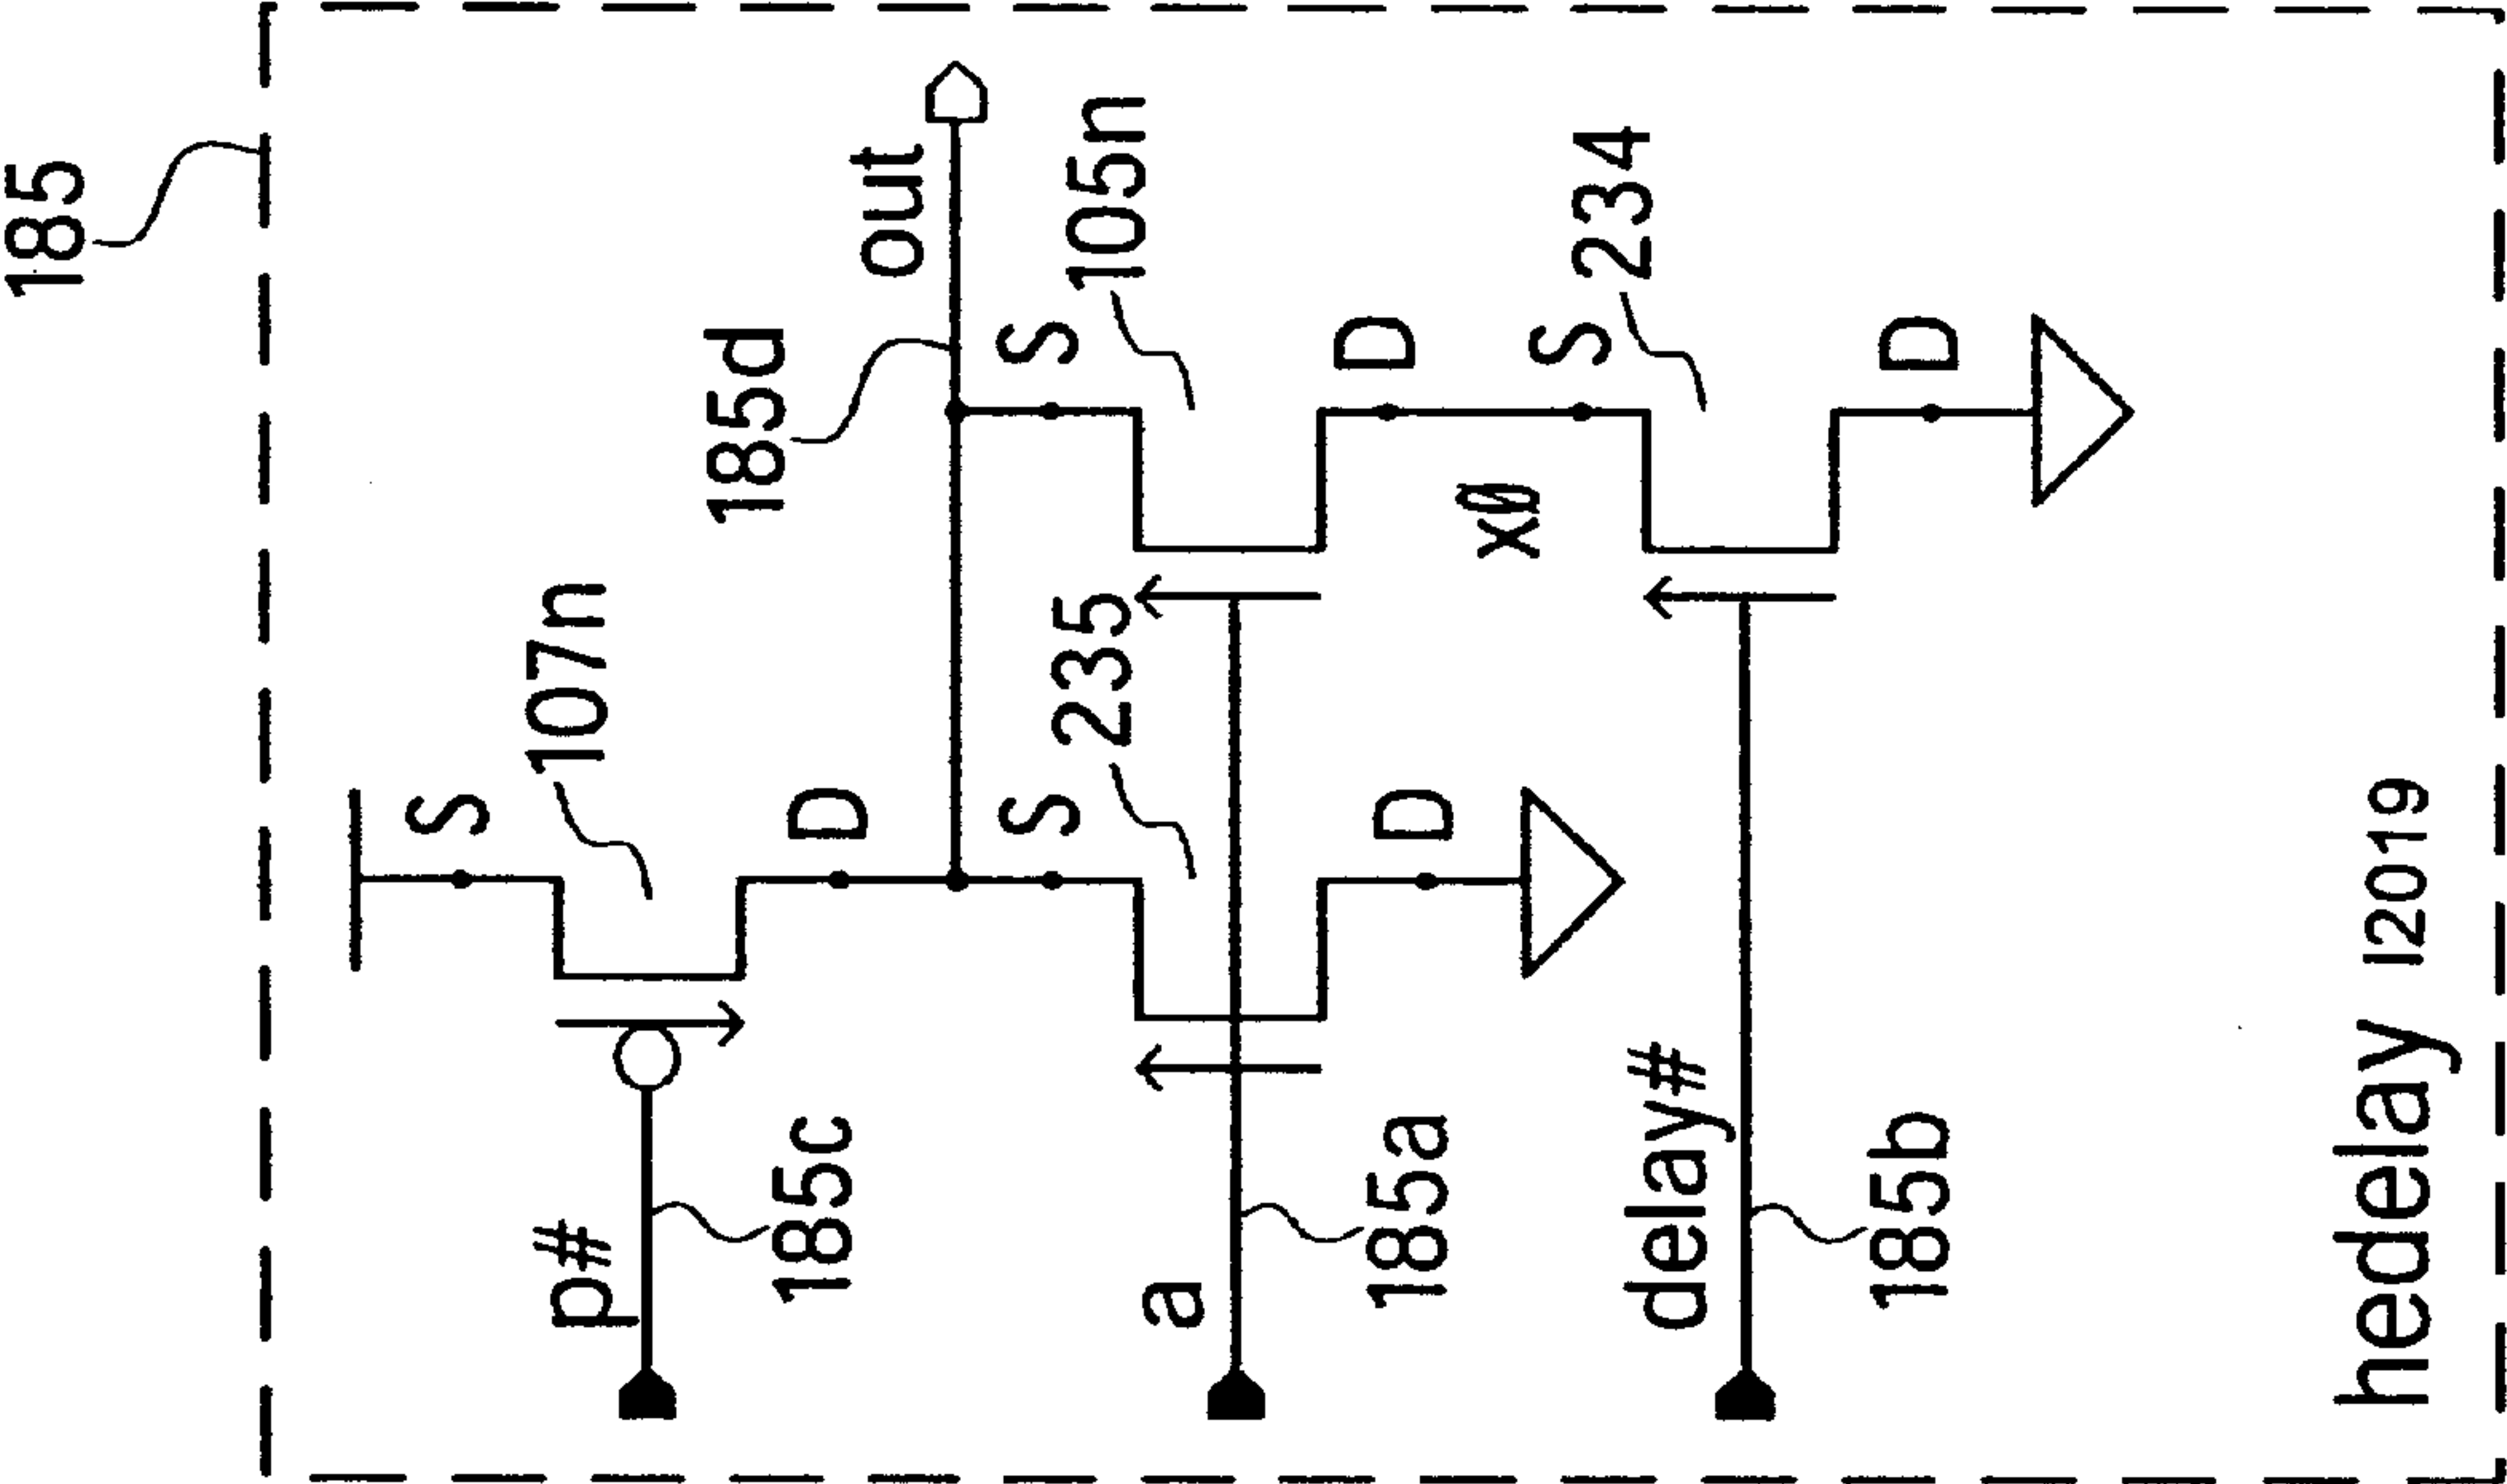 185
S
107n
p#
185c
D
185d
out
S
235
S
105n
a
185a
D
D
x0
S
234
delay#
185b
D
hedelay I2019